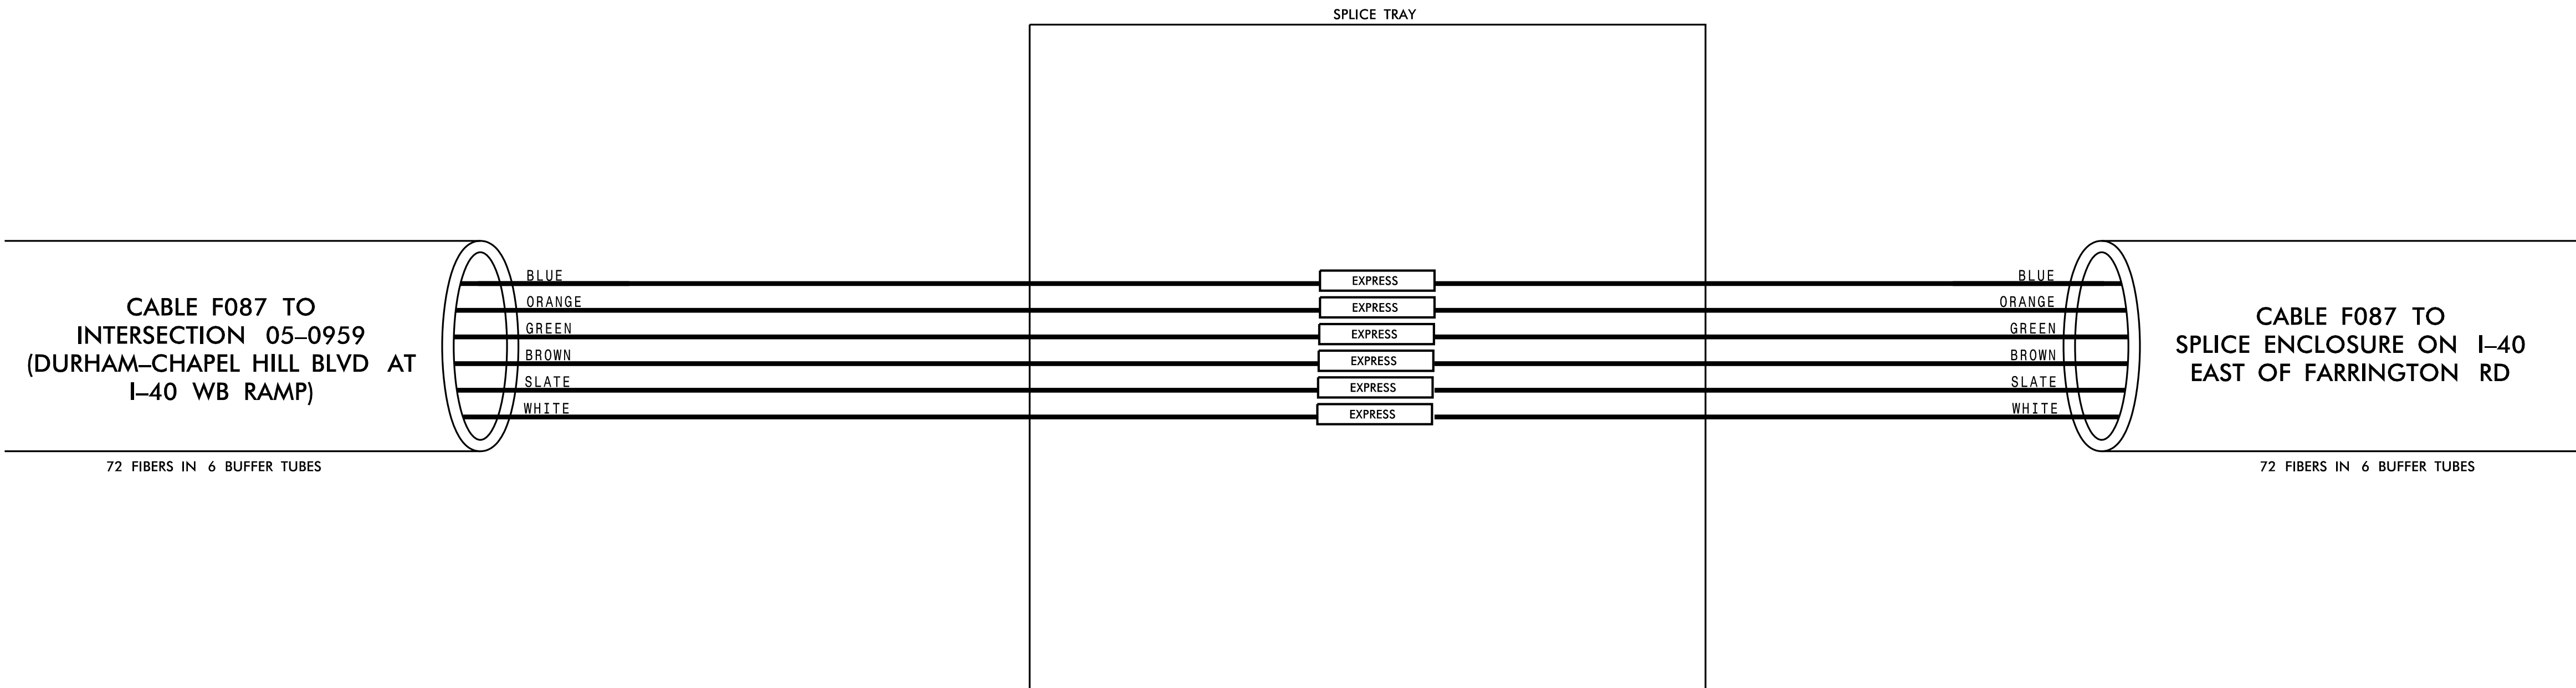 SPLICE TRAY
CABLE F087 TO
INTERSECTION 05–0959
(DURHAM–CHAPEL HILL BLVD AT
I–40 WB RAMP)
72 FIBERS IN 6 BUFFER TUBES
BLUE
ORANGE
GREEN
BROWN
SLATE
WHITE
EXPRESS
EXPRESS
EXPRESS
EXPRESS
EXPRESS
EXPRESS
BLUE
ORANGE
GREEN
BROWN
SLATE
WHITE
CABLE F087 TO
SPLICE ENCLOSURE ON I–40
EAST OF FARRINGTON RD
72 FIBERS IN 6 BUFFER TUBES